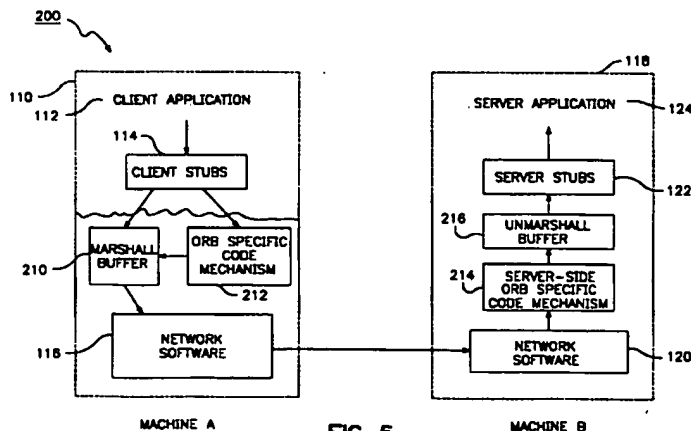 200
110
112
CLIENT APPLICATION
114
CLIENT STUBS
210
MARSHALL
BUFFER
ORB SPECIFIC
CODE
MECHANISM
212
118
NETWORK
SOFTWARE
MACHINE A
118
SERVER APPLICATION
124
SERVER STUBS
122
216
UNMARSHALL
BUFFER
214
SERVER-SIDE
ORB SPECIFIC
CODE MECHANISM
NETWORK
SOFTWARE
120
MACHINE B